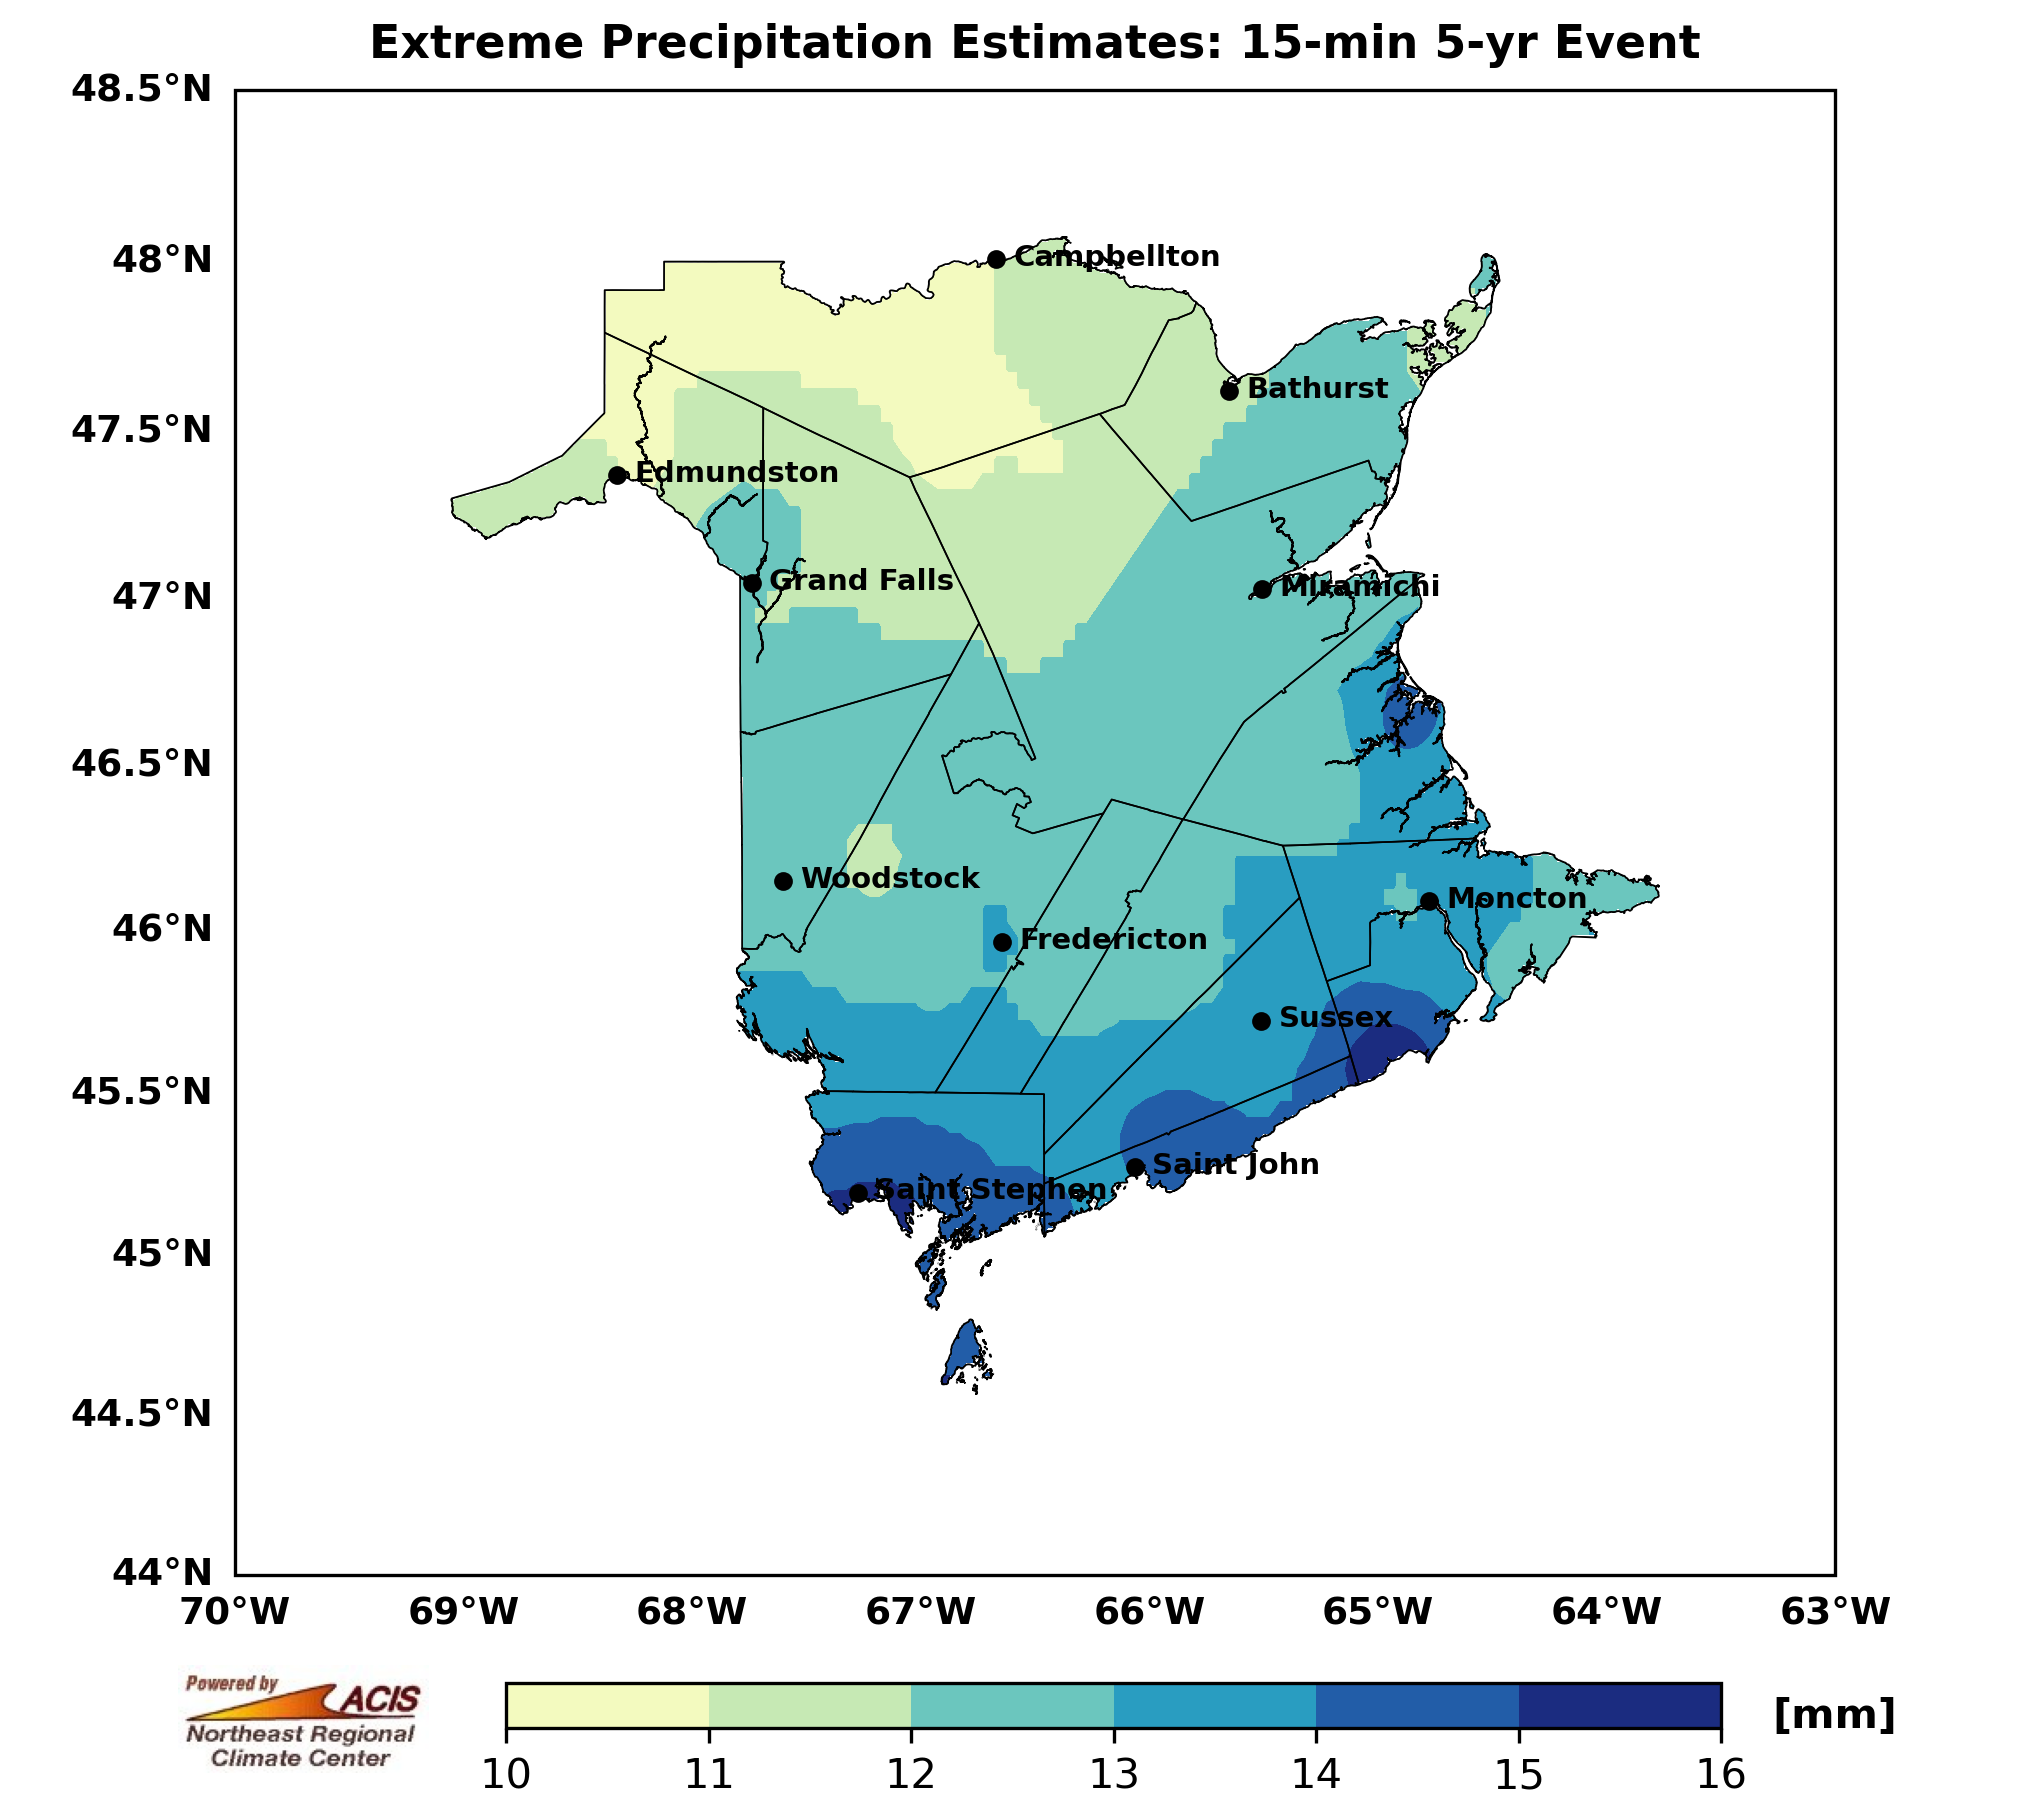 Extreme Precipitation Estimates: 15-min 5-yr Event
48.5°N
48°N
47.5°N
47°N
46.5°N
46°N
45.5°N
45°N
44.5°N
44°N
Campbellton
Bathurst
Edmundston
Grand Falls
Miramichi
Woodstock
Moncton
Fredericton
Sussex
Saint John
Saint Stephen
70°W 69°W 68°W 67°W 66°W 65°W 64°W 63°W
Powered by
ACIS
Northeast Regional
Climate Center
[mm]
10 11 12 13 14 15 16